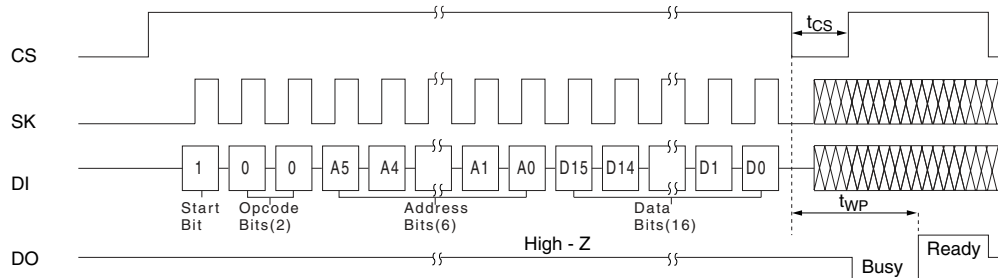 CS
tCS
SK
DI
1 0 0 A5 A4 A1 A0 D15 D14 D1 D0
Start
Bit
Opcode
Bits(2)
Address
Bits(6)
Data
Bits(16)
tWP
DO
High - Z
Busy
Ready